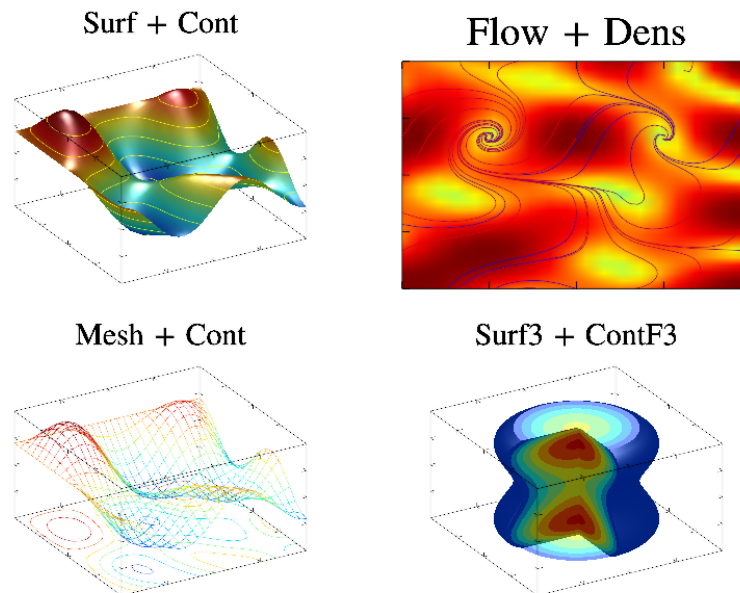 Surf + Cont
Flow + Dens
Mesh + Cont
Surf3 + ContF3